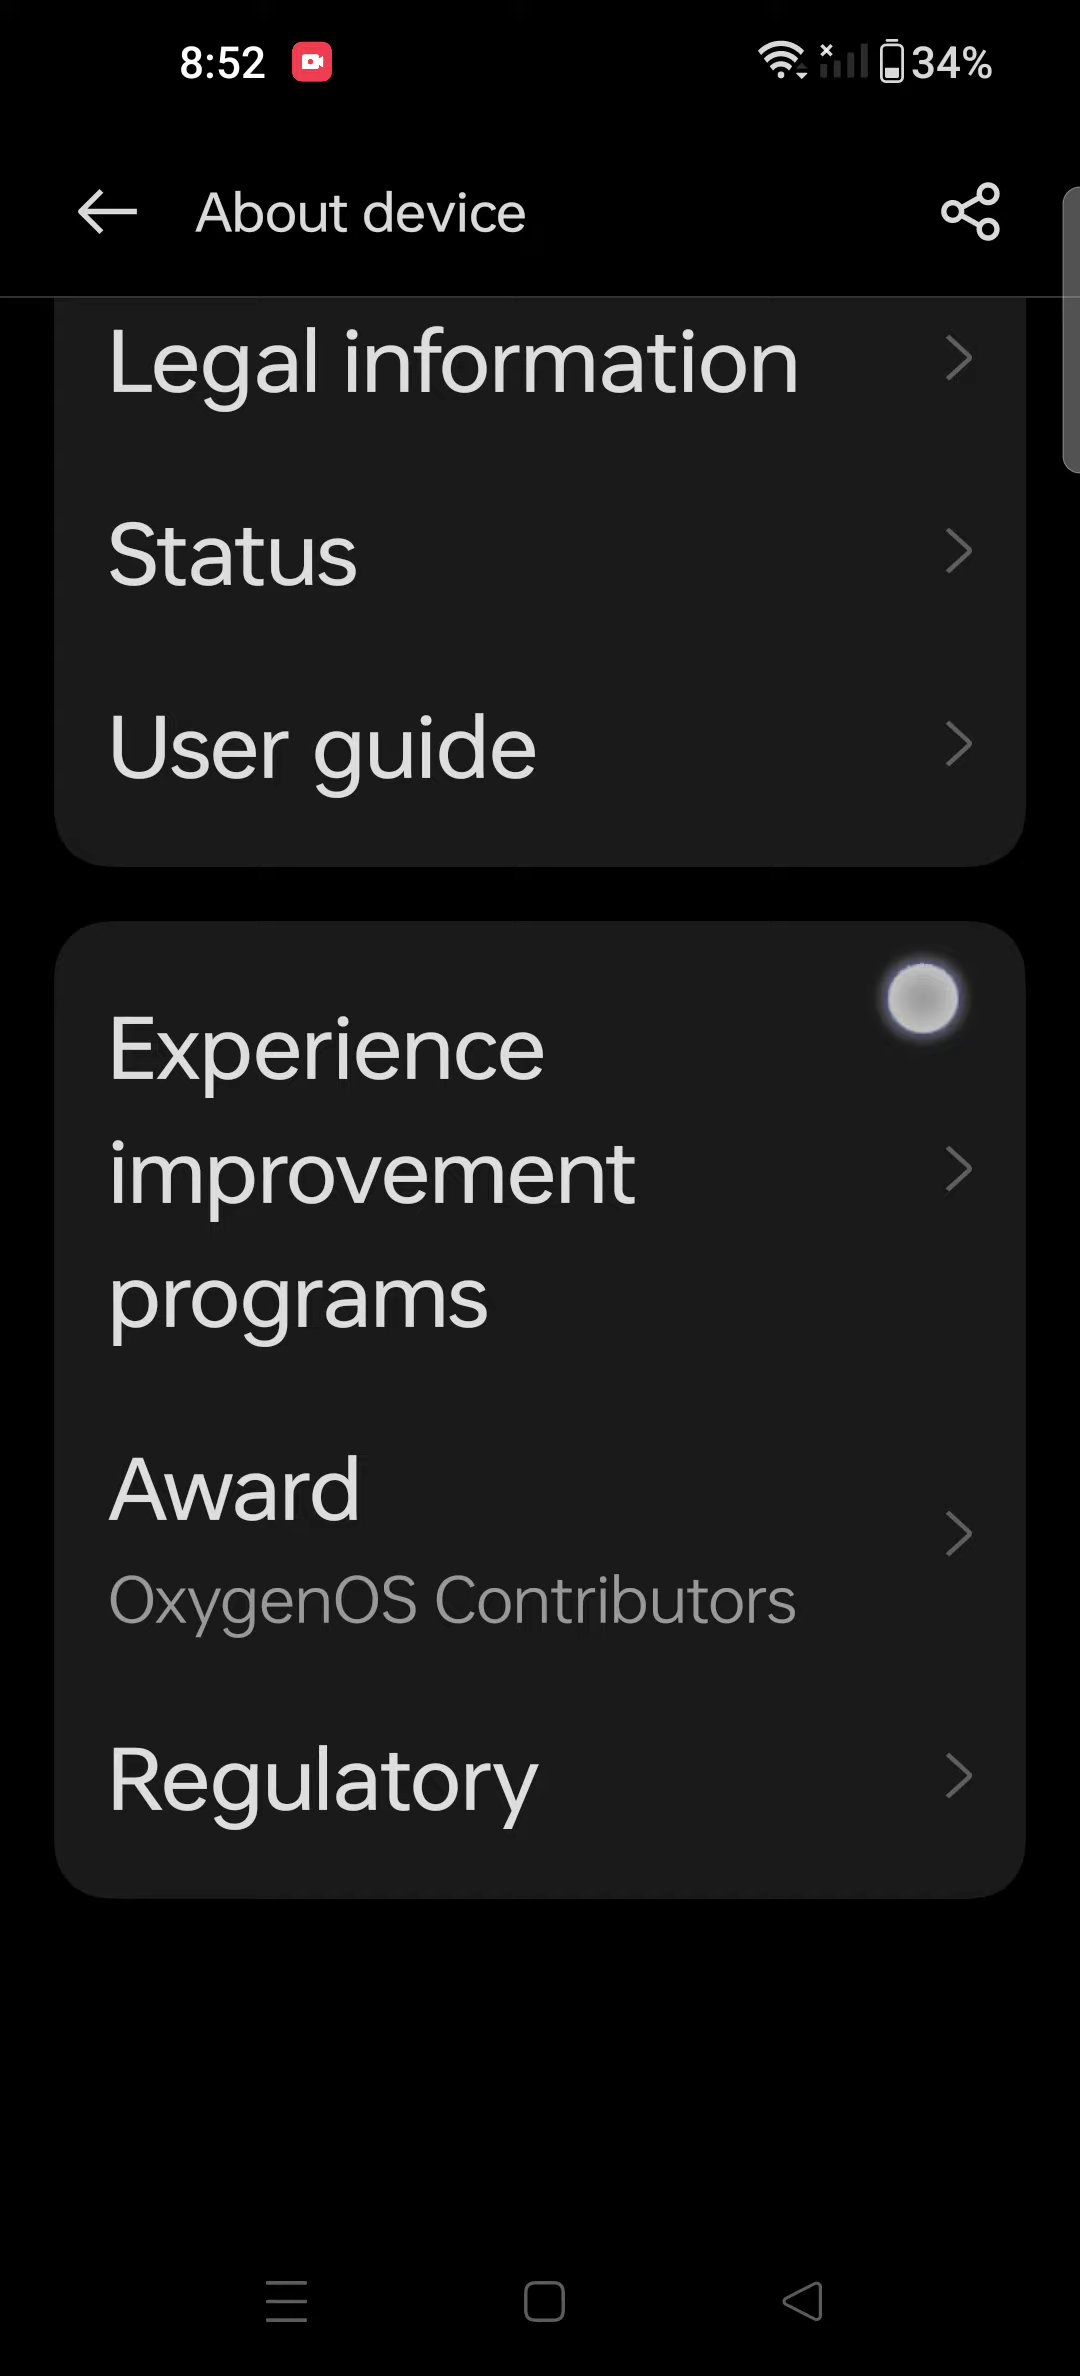 8:52 34%
About device
Legal information
Status
User guide
Experience
improvement
programs
Award
OxygenOS Contributors
Regulatory